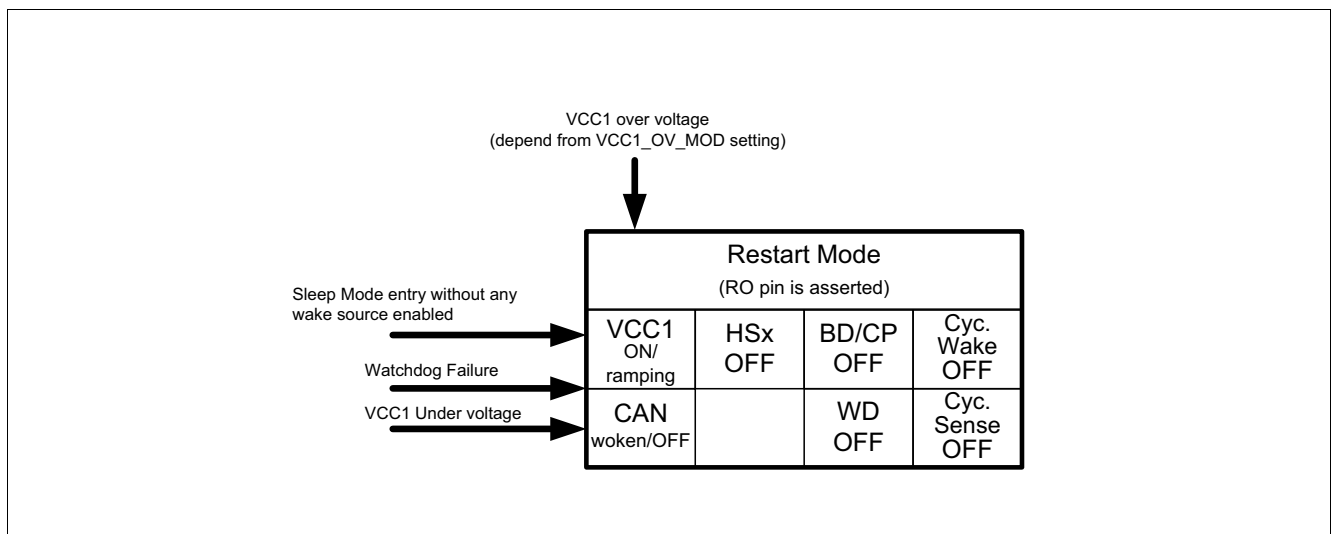 VCC1 over voltage
(depend from VCC1_OV_MOD setting)
Restart Mode
(RO pin is asserted)
Sleep Mode entry without any
wake source enabled
Watchdog Failure
VCC1 Under voltage
VCC1
ON/
ramping
HSx
OFF
BD/CP
OFF
Cyc.
Wake
OFF
CAN
woken/OFF
WD
OFF
Cyc.
Sense
OFF